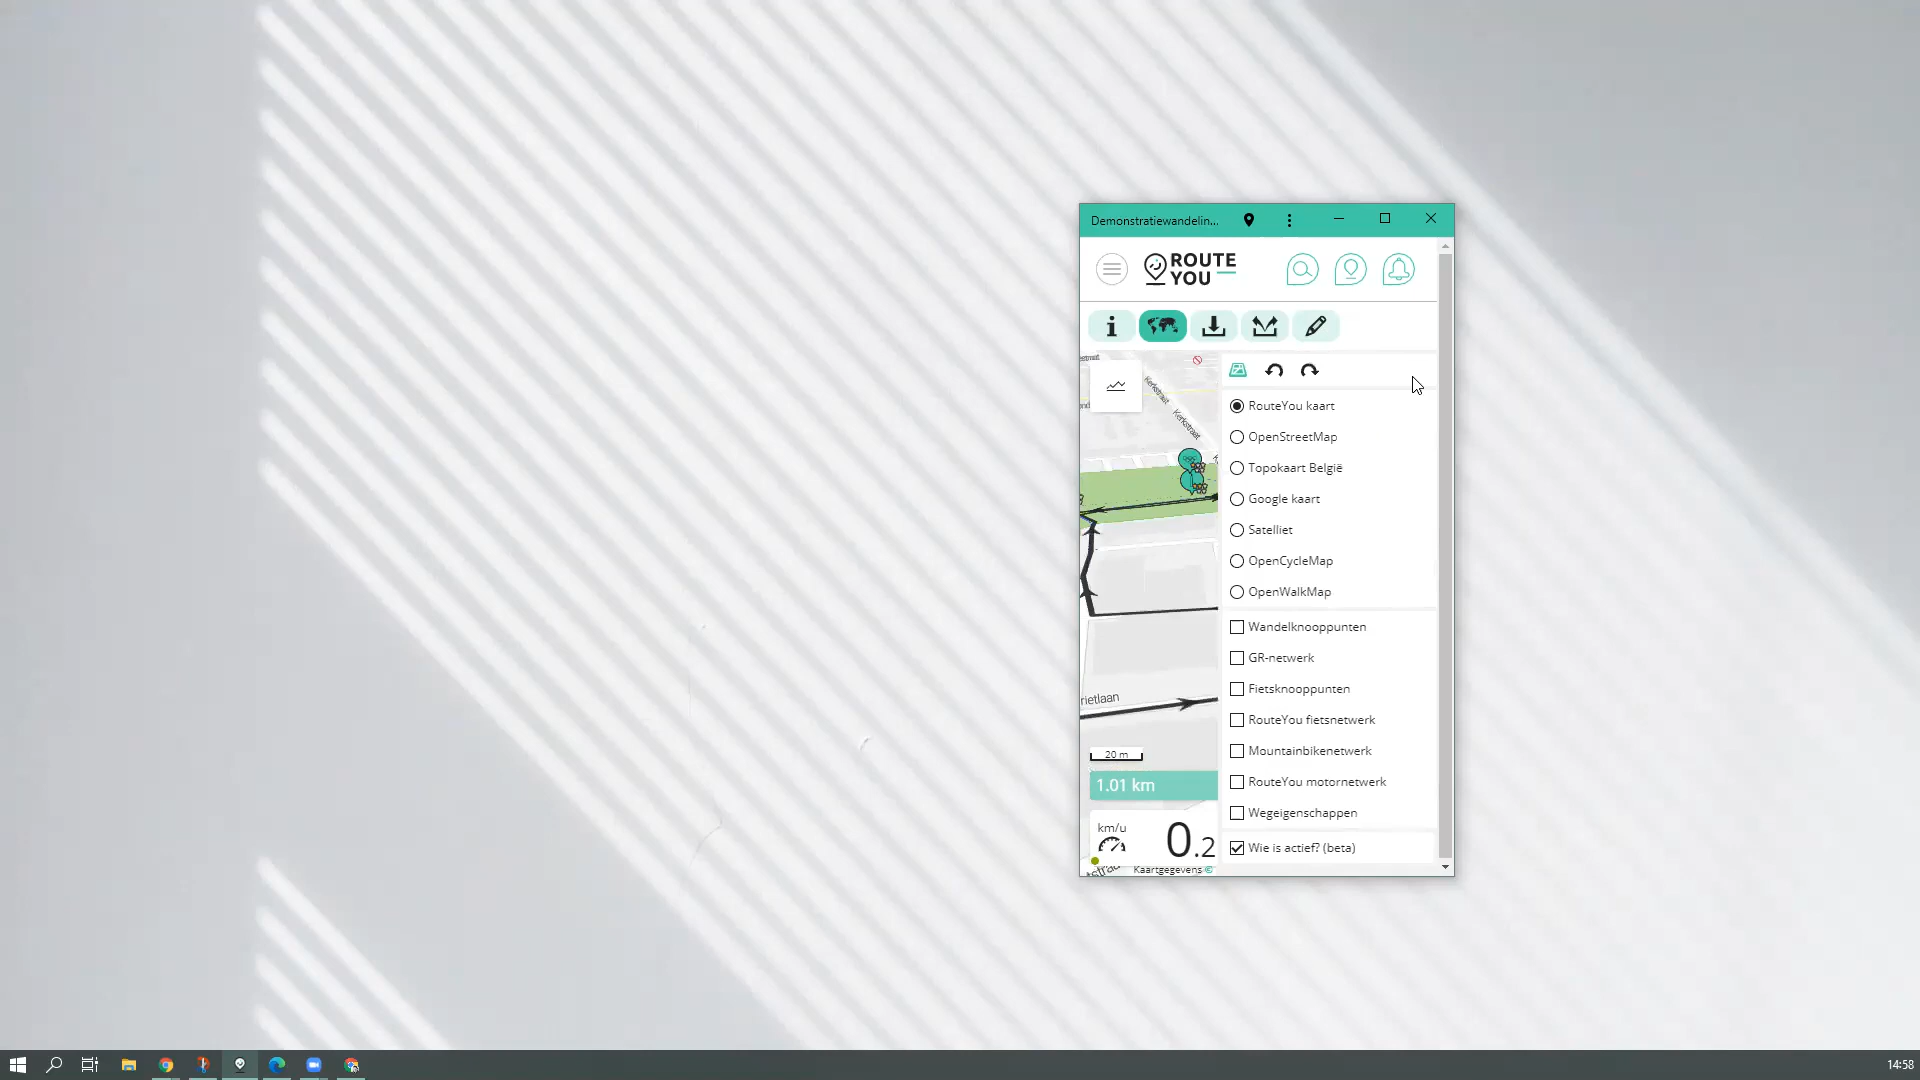 Demonstratiewandelin...
ROUTE
YOU
Kerkstraat
Kerkstraat
RouteYou kaart
OpenStreetMap
Topokaart België
Google kaart
Satelliet
OpenCycleMap
OpenWalkMap
Wandelknooppunten
GR-netwerk
Fietsknooppunten
RouteYou fietsnetwerk
rietlaan
Mountainbikenetwerk
20 m
RouteYou motornetwerk
1.01 km
Wegeigenschappen
km/u
0.2
Wie is actief? (beta)
Kaartgegevens ©
14:58